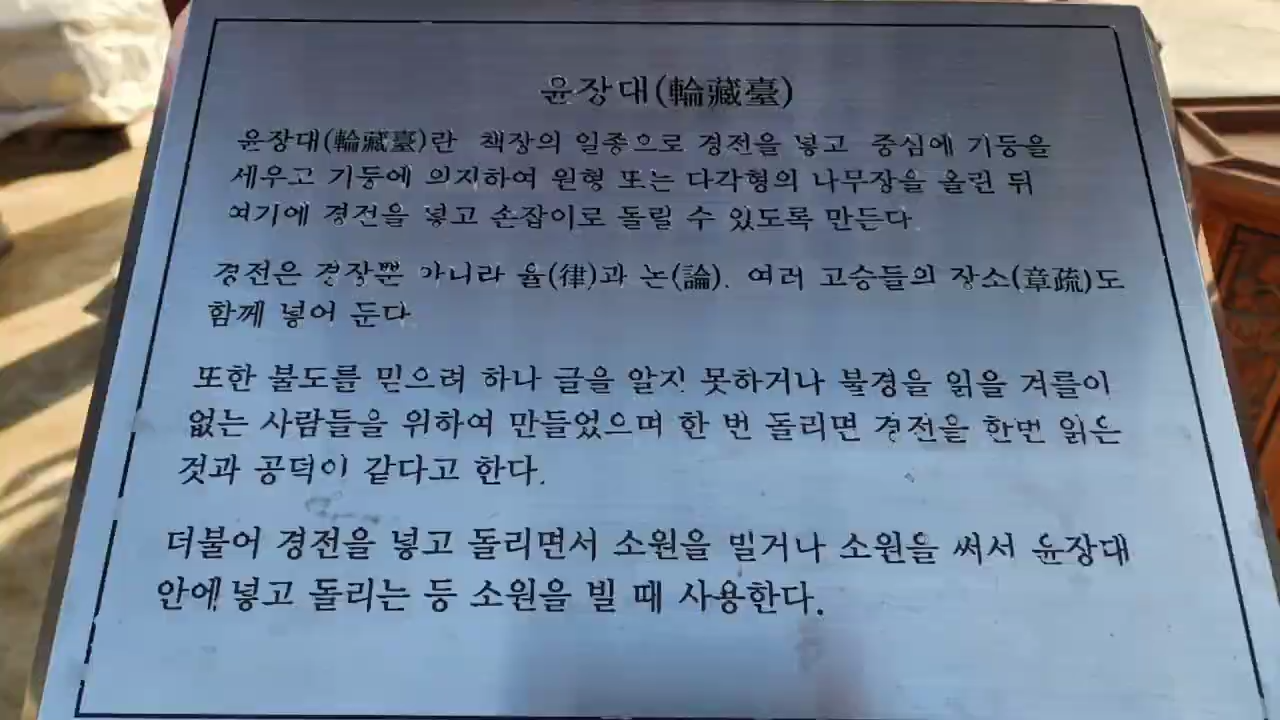 윤장대(輪藏臺)
윤장대(輪藏臺)란 책장의 일종으로 경전을 넣고 중심에 기둥을
세우고 기둥에 의지하여 원형 또는 다각형의 나무장을 올린 뒤
여기에 경전을 넣고 손잡이로 돌릴 수 있도록 만든다.
경전은 경장뿐 아니라 율(律)과 논(論). 여러 고승들의 장소(章疏)도
함께 넣어 둔다
또한 불도를 믿으려 하나 글을 알지 못하거나 불경을 읽을 겨를이
없는 사람들을 위하여 만들었으며 한 번 돌리면 경전을 한번 읽는
것과 공덕이 같다고 한다.
더불어 경전을 넣고 돌리면서 소원을 빌거나 소원을 써서 윤장대
안에 넣고 돌리는 등 소원을 빌 때 사용한다.